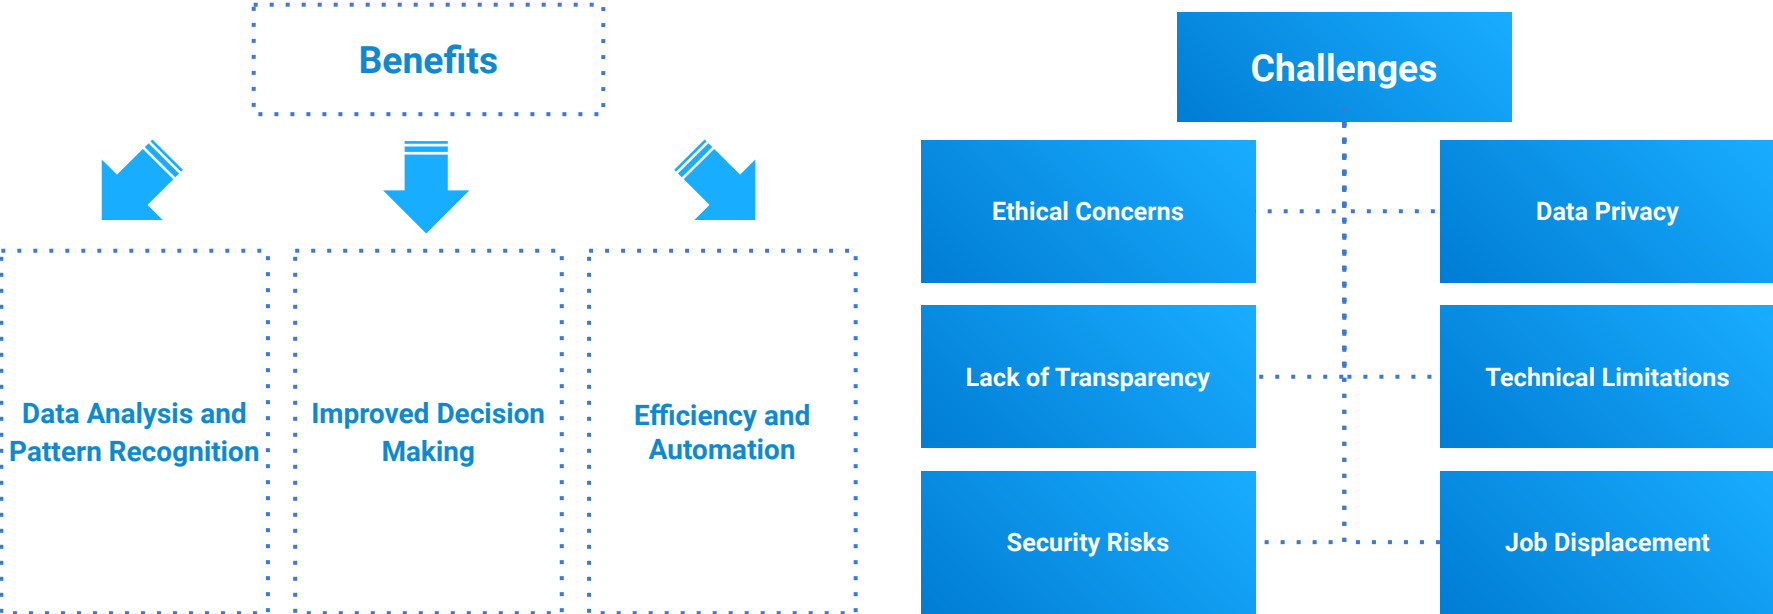 Benefits
Data Analysis and
Pattern Recognition
Improved Decision
Making
Efficiency and
Automation
Challenges
Ethical Concerns
Data Privacy
Lack of Transparency
Technical Limitations
Security Risks
Job Displacement